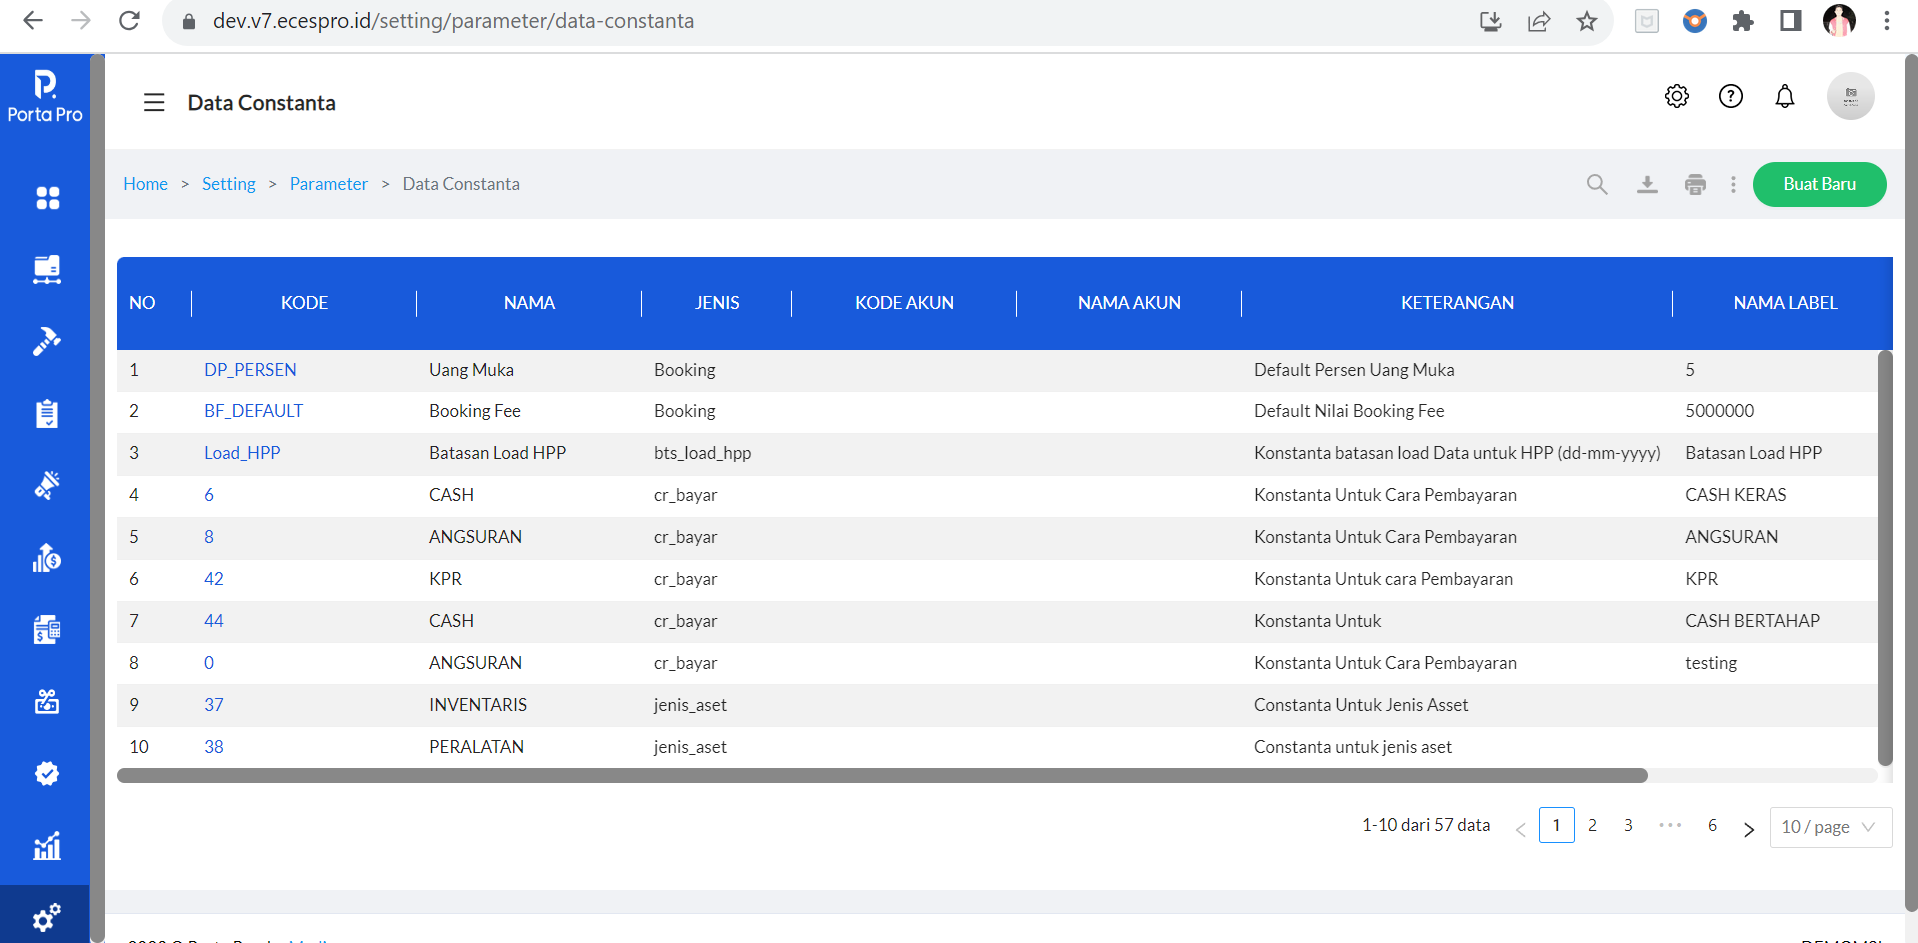 dev.v7.ecespro.id/setting/parameter/data-constanta
Porta Pro
Data Constanta
Home > Setting > Parameter > Data Constanta
Buat Baru
NO KODE NAMA JENIS KODE AKUN NAMA AKUN KETERANGAN NAMA LABEL
1 DP_PERSEN Uang Muka Booking Default Persen Uang Muka 5
2 BF_DEFAULT Booking Fee Booking Default Nilai Booking Fee 5000000
3 Load_HPP Batasan Load HPP bts_load_hpp Konstanta batasan load Data untuk HPP (dd-mm-yyyy) Batasan Load HPP
4 6 CASH cr_bayar Konstanta Untuk Cara Pembayaran CASH KERAS
5 8 ANGSURAN cr_bayar Konstanta Untuk Cara Pembayaran ANGSURAN
6 42 KPR cr_bayar Konstanta Untuk cara Pembayaran KPR
7 44 CASH cr_bayar Konstanta Untuk CASH BERTAHAP
8 0 ANGSURAN cr_bayar Konstanta Untuk Cara Pembayaran testing
9 37 INVENTARIS jenis_aset Constanta Untuk Jenis Asset
10 38 PERALATAN jenis_aset Constanta untuk jenis aset
1-10 dari 57 data < 1 2 3 ••• 6 > 10 / page